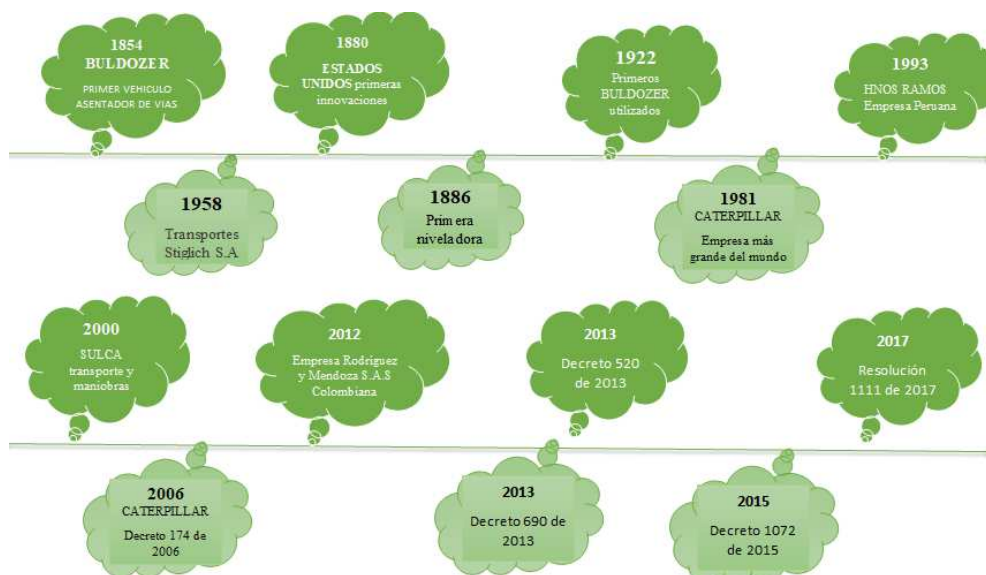 1854
BULDOZER
PRIMER VEHICULO
ASENTADOR DE VIAS
1958
Transportes
Stiglich S.A
1880
ESTADOS
UNIDOS primeras
innovaciones
1886
Primera
niveladora
1922
Primeros
BULDOZER
utilizados
1981
CATERPILLAR
Empresa más
grande del mundo
1993
HNOS RAMOS
Empresa Peruana
2000
SULCA
transporte y
maniobras
2006
CATERPILLAR
Decreto 174 de
2006
2012
Empresa Rodríguez
y Mendoza S.A.S
Colombiana
2013
Decreto 690 de
2013
2013
Decreto 520
de 2013
2015
Decreto 1072
de 2015
2017
Resolución
1111 de 2017